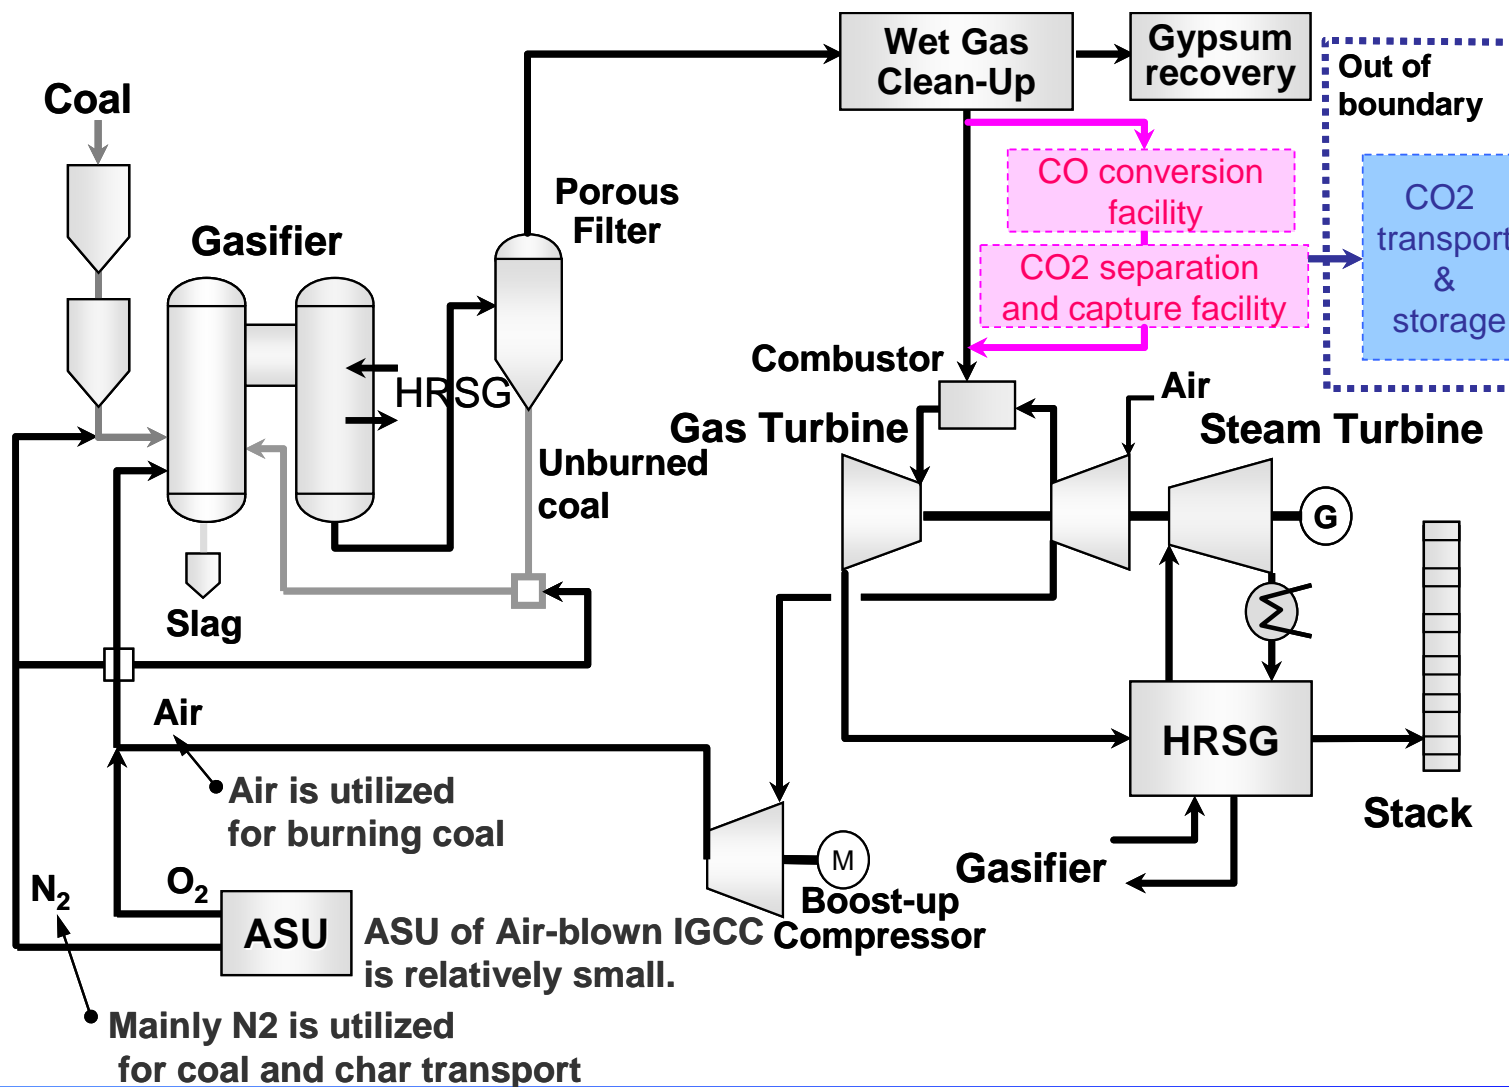 Wet Gas
Clean-Up
Gypsum
recovery
Out of
boundary
Coal
CO conversion
facility
CO2
transport
&
storage
Porous
Filter
Gasifier
CO2 separation
and capture facility
Combustor
HRSG
Air
Gas Turbine
Steam Turbine
Unburned
coal
G
Slag
Air
HRSG
Air is utilized
for burning coal
Stack
M
Gasifier
O2
N2
Boost-up
Compressor
ASU
ASU of Air-blown IGCC
is relatively small.
Mainly N2 is utilized
for coal and char transport